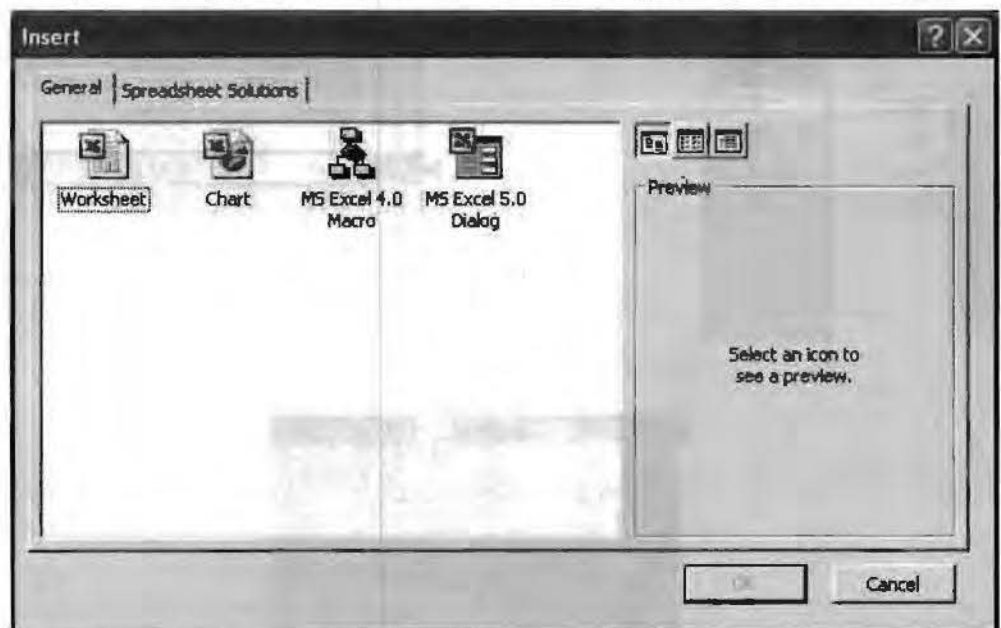 Insert
General Spreadsheet Solutions
Worksheet Chart MS Excel 4.0 Macro MS Excel 5.0 Dialog
Preview
Select an icon to
see a preview.
OK Cancel